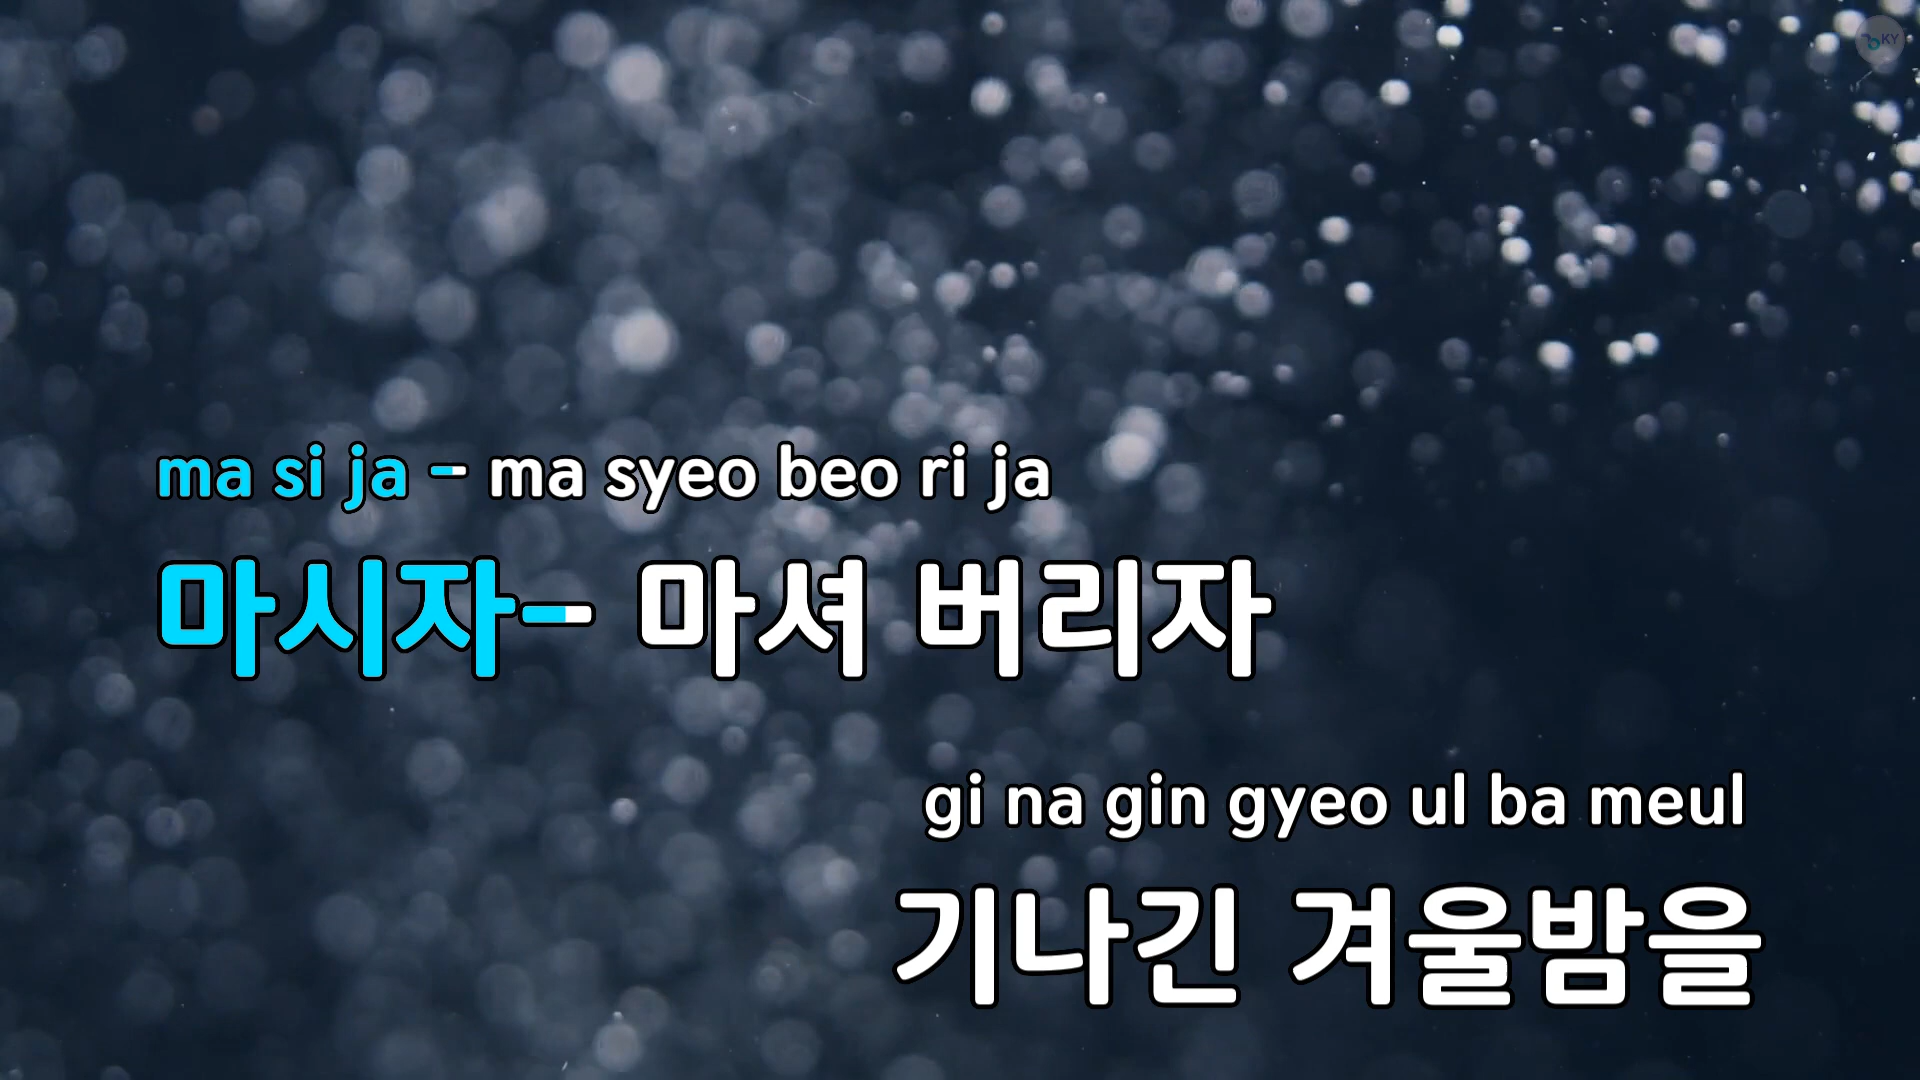 KY
ma si ja - ma syeo beo ri ja
마시자- 마셔 버리자
gi na gin gyeo ul ba meul
기나긴 겨울밤을